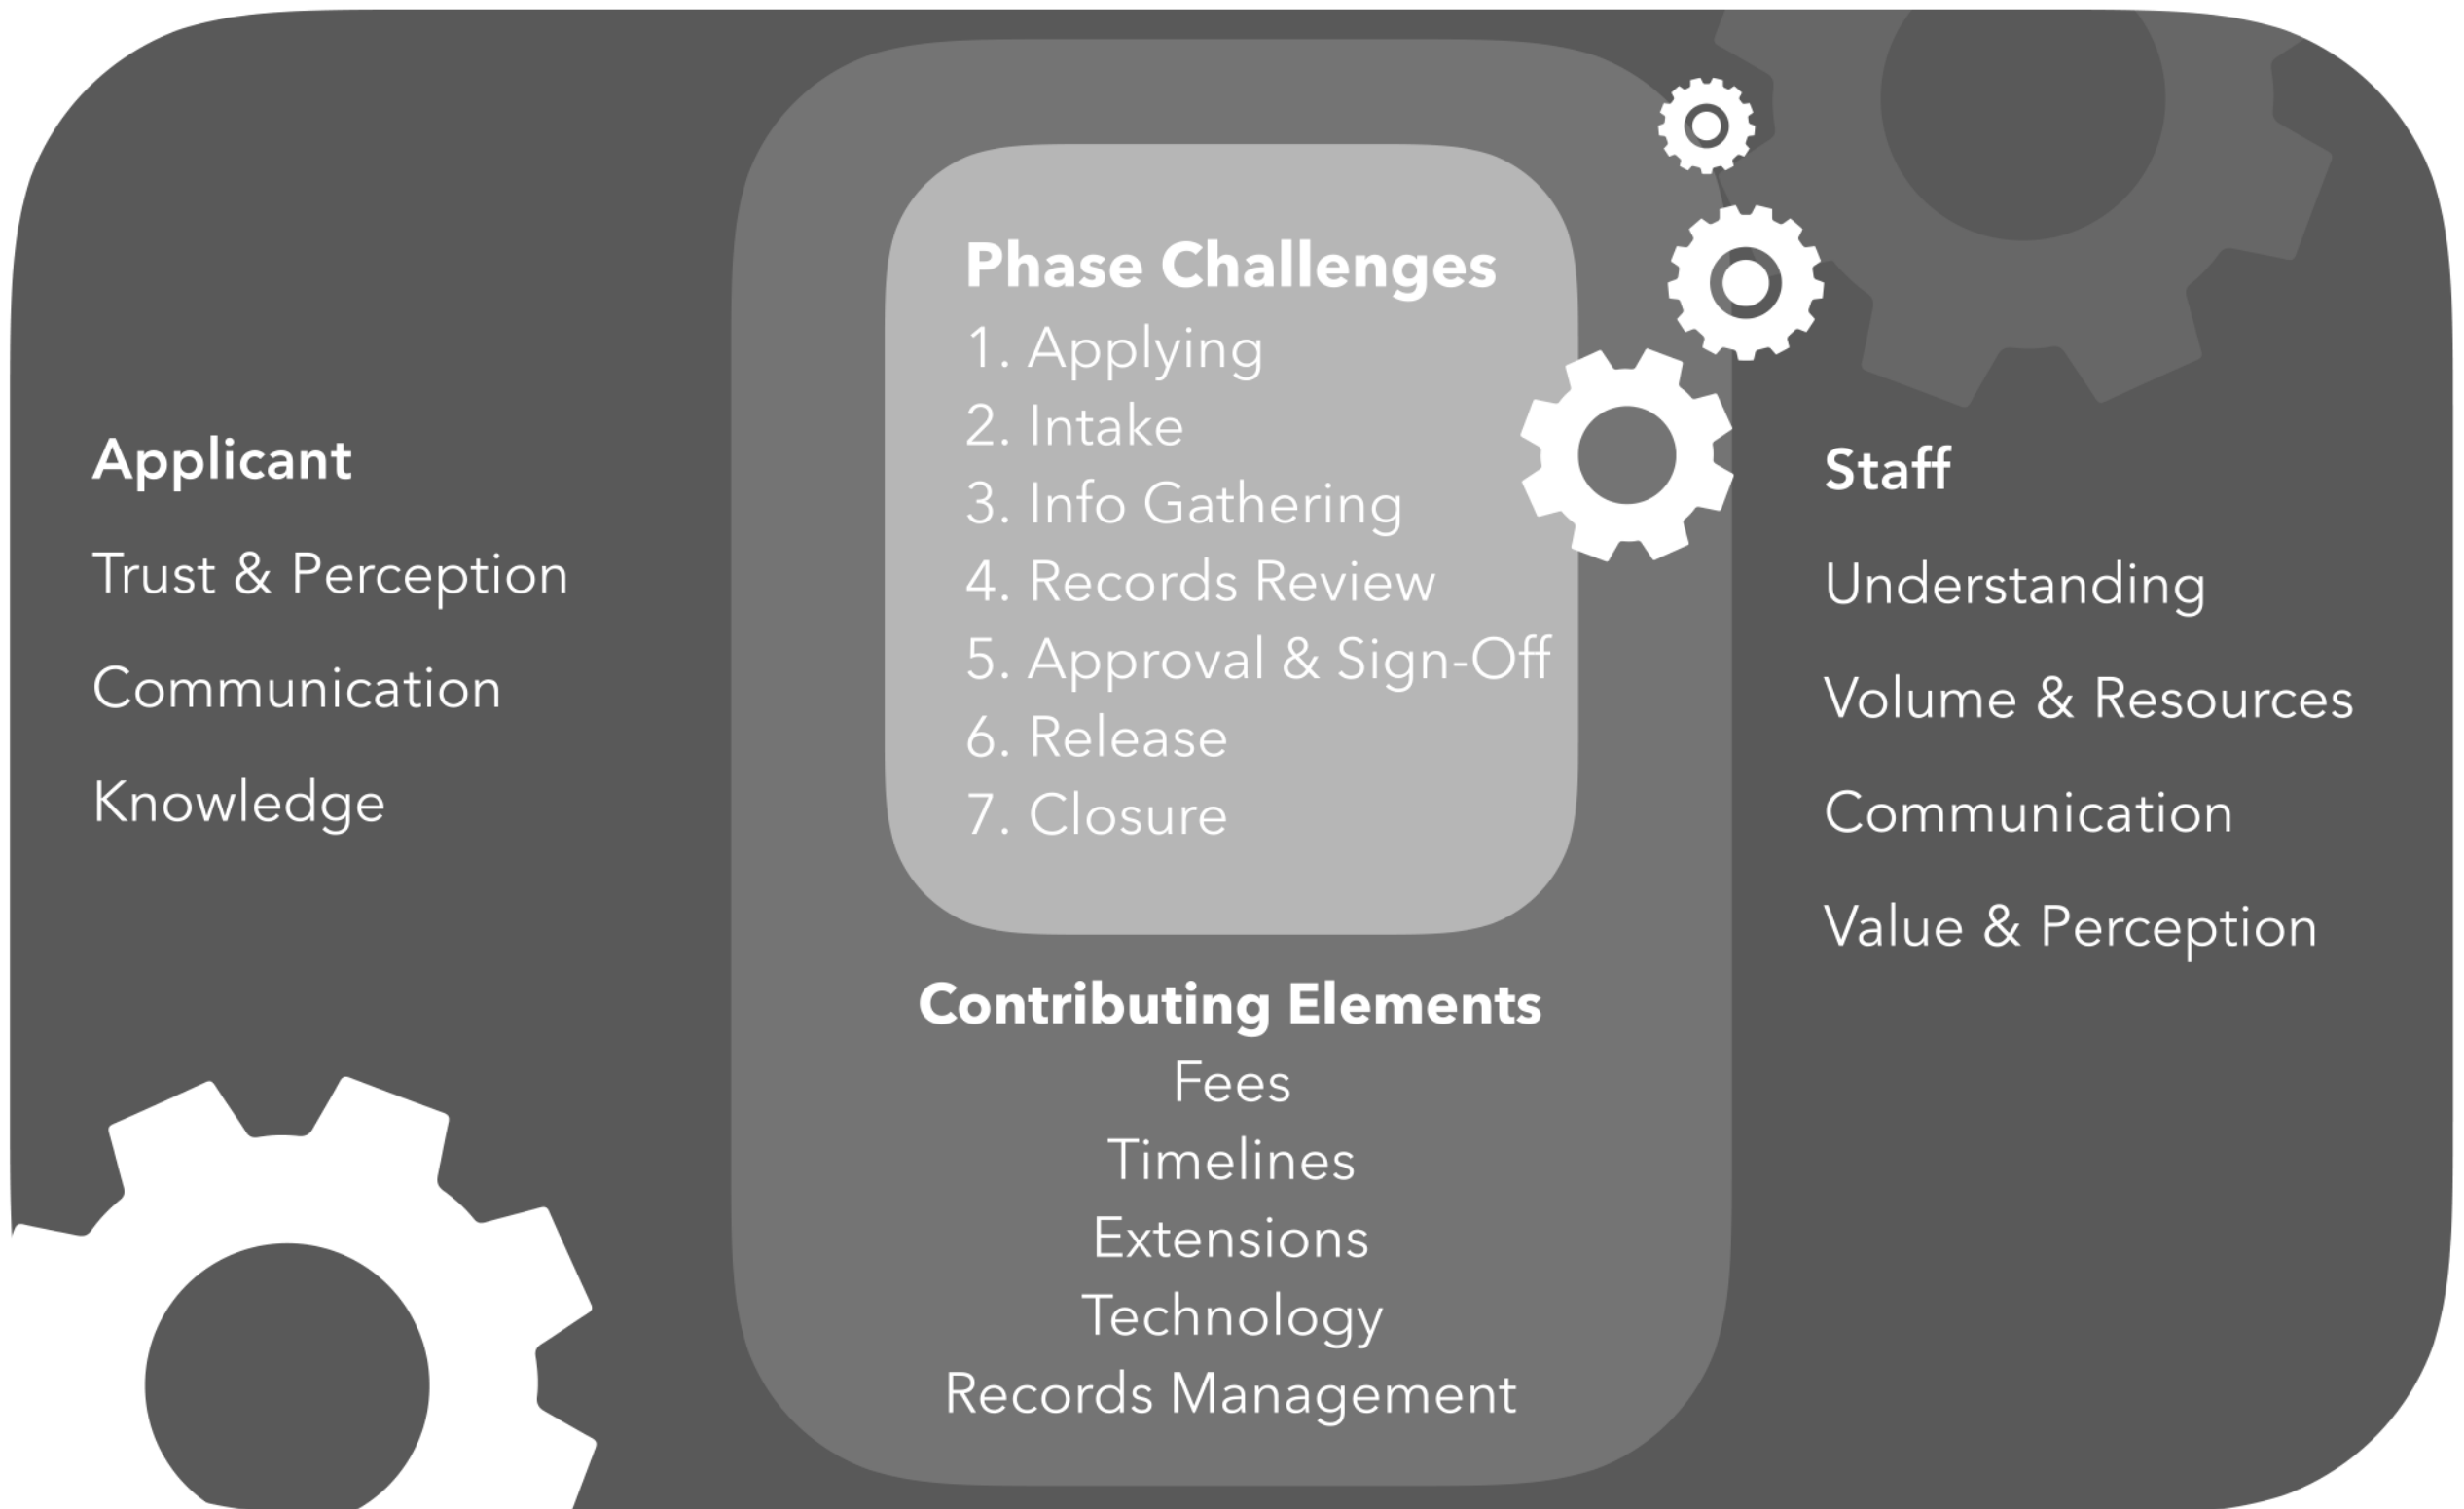 Applicant
Trust & Perception
Communication
Knowledge
Phase Challenges
1. Applying
2. Intake
3. Info Gathering
4. Records Review
5. Approval & Sign-Off
6. Release
7. Closure
Contributing Elements
Fees
Timelines
Extensions
Technology
Records Management
Staff
Understanding
Volume & Resources
Communication
Value & Perception